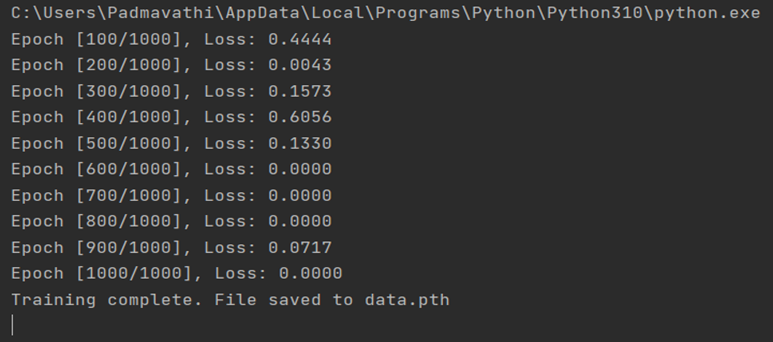 C:\Users\Padmavathi\AppData\Local\Programs\Python\Python310\python.exe
Epoch [100/1000], Loss: 0.4444
Epoch [200/1000], Loss: 0.0043
Epoch [300/1000], Loss: 0.1573
Epoch [400/1000], Loss: 0.6056
Epoch [500/1000], Loss: 0.1330
Epoch [600/1000], Loss: 0.0000
Epoch [700/1000], Loss: 0.0000
Epoch [800/1000], Loss: 0.0000
Epoch [900/1000], Loss: 0.0717
Epoch [1000/1000], Loss: 0.0000
Training complete. File saved to data.pth